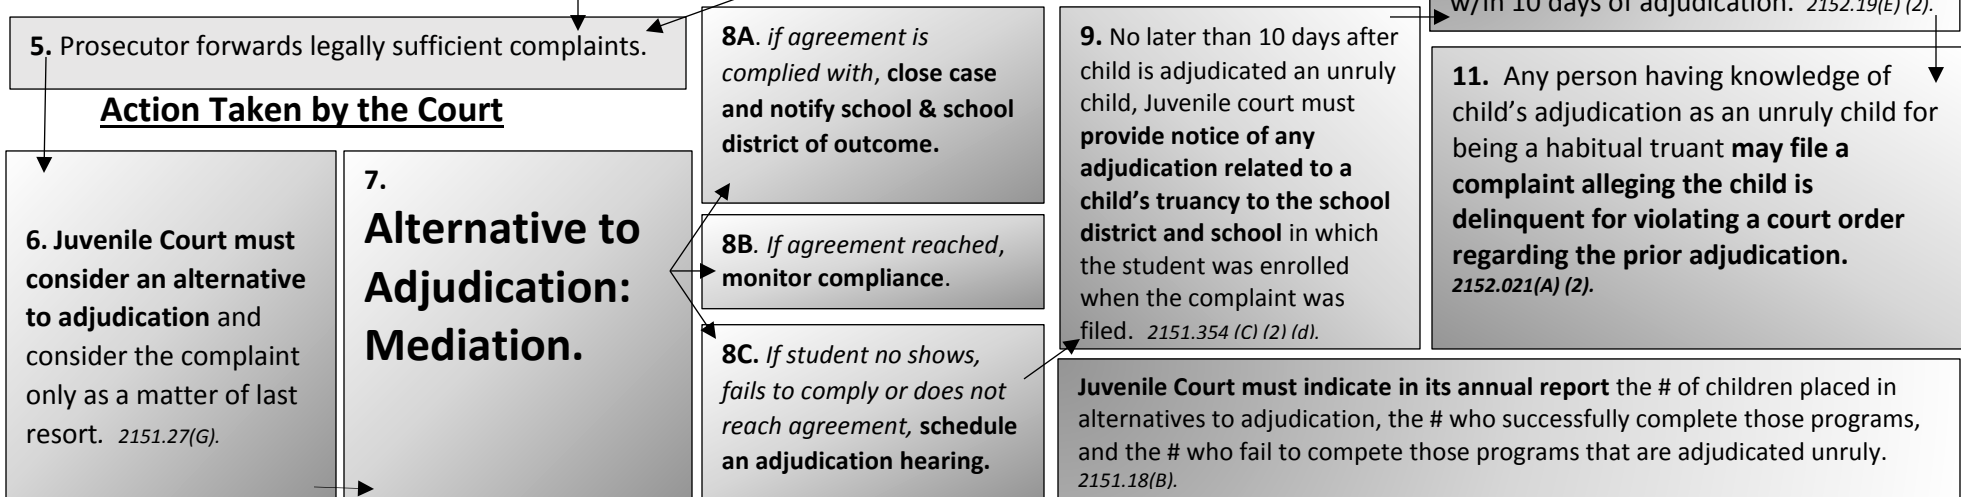 5. Prosecutor forwards legally sufficient complaints.
Action Taken by the Court
6. Juvenile Court must
consider an alternative
to adjudication and
consider the complaint
only as a matter of last
resort. 2151.27(G).
7.
Alternative to
Adjudication:
Mediation.
8A. if agreement is
complied with, close case
and notify school & school
district of outcome.
8B. If agreement reached,
monitor compliance.
8C. If student no shows,
fails to comply or does not
reach agreement, schedule
an adjudication hearing.
9. No later than 10 days after
child is adjudicated an unruly
child, Juvenile court must
provide notice of any
adjudication related to a
child's truancy to the school
district and school in which
the student was enrolled
when the complaint was
filed. 2151.354 (C) (2) (d).
w/in 10 days of adjudication. 2152.19(E) (2).
11. Any person having knowledge of
child's adjudication as an unruly child for
being a habitual truant may file a
complaint alleging the child is
delinquent for violating a court order
regarding the prior adjudication.
2152.021(A) (2).
Juvenile Court must indicate in its annual report the # of children placed in
alternatives to adjudication, the # who successfully complete those programs,
and the # who fail to compete those programs that are adjudicated unruly.
2151.18(B).